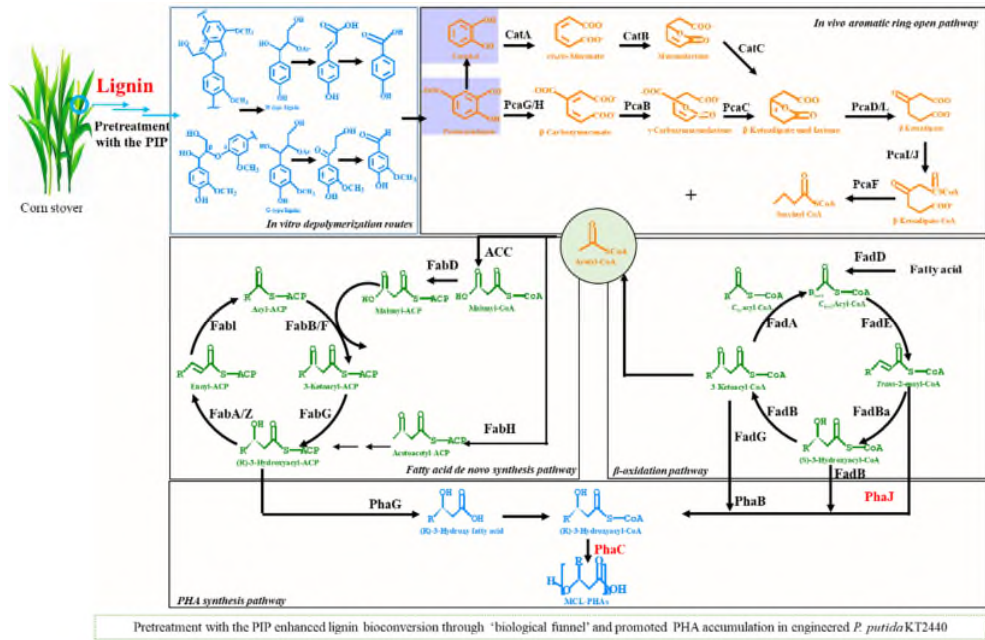 Lignin
Pretreatment
with the PIP
Corn stover
In vitro depolymerization routes
In vivo aromatic ring open pathway
CatA
CatB
CatC
PcaG/H
PcaB
PcaC
PcaD/L
β-Carboxymuconate
γ-Carboxymuconolactone
β-Ketoadipate enol-lactone
β-Ketoadipate
PcaI/J
PcaF
Succinyl CoA
β-Ketoadipate-CoA
+
Acetyl-CoA
ACC
FabD
Malonyl-ACP
Malonyl-CoA
Acyl-ACP
FabI
FabB/F
Enoyl-ACP
3-Ketoacyl-ACP
FabA/Z
FabG
FabH
(R)-3-Hydroxyacyl-ACP
Acetoacetyl-ACP
Fatty acid de novo synthesis pathway
FadD
Fatty acid
FadA
FadE
3-Ketoacyl CoA
Trans-2-enoyl-CoA
FadB
FadBa
FadG
(S)-3-Hydroxyacyl-CoA
FadB
β-oxidation pathway
PhaG
PhaB
PhaJ
(R)-3-Hydroxy fatty acid
(R)-3-Hydroxyacyl-CoA
PhaC
MCL-PHAs
PHA synthesis pathway
Pretreatment with the PIP enhanced lignin bioconversion through ‘biological funnel’ and promoted PHA accumulation in engineered P. putida KT2440